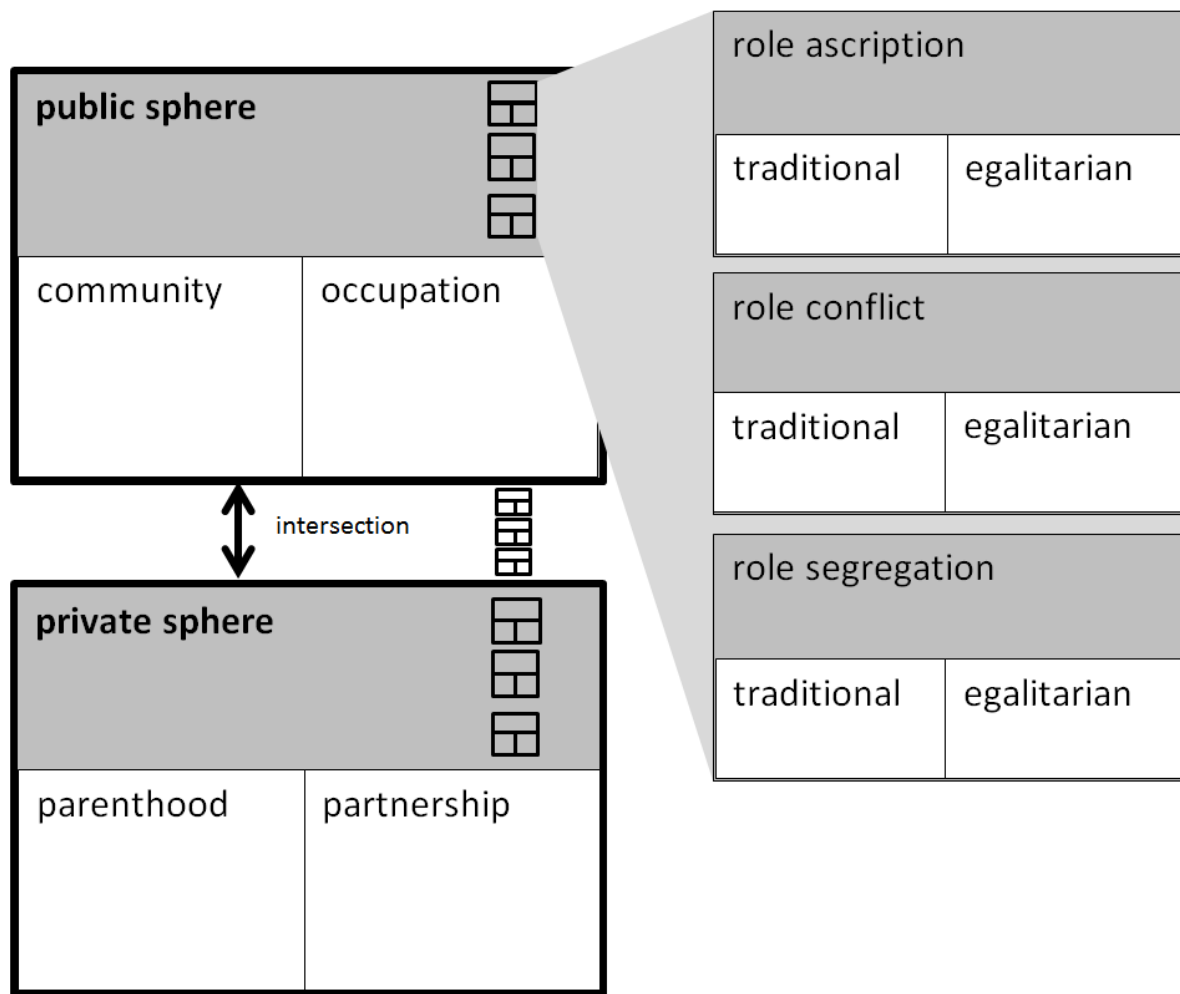 public sphere
community
occupation
intersection
private sphere
parenthood
partnership
role ascription
traditional
egalitarian
role conflict
traditional
egalitarian
role segregation
traditional
egalitarian